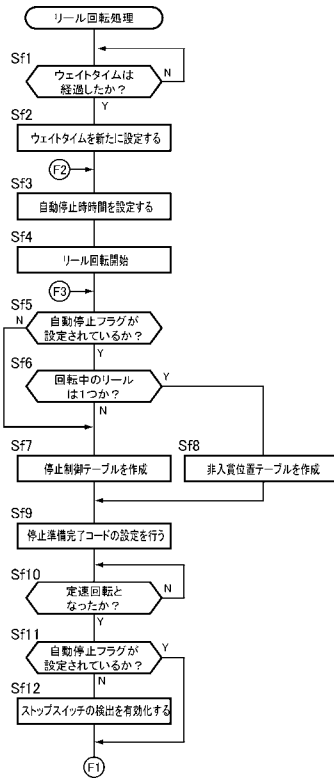 リール回転処理
Sf1
ウェイトタイムは
経過したか？
N
Y
Sf2
ウェイトタイムを新たに設定する
F2
Sf3
自動停止時時間を設定する
Sf4
リール回転開始
F3
Sf5
自動停止フラグが
設定されているか？
N
Y
Sf6
回転中のリール
は1つか？
Y
N
Sf7
停止制御テーブルを作成
Sf8
非入賞位置テーブルを作成
Sf9
停止準備完了コードの設定を行う
Sf10
定速回転と
なったか？
N
Y
Sf11
自動停止フラグが
設定されているか？
Y
N
Sf12
ストップスイッチの検出を有効化する
F1